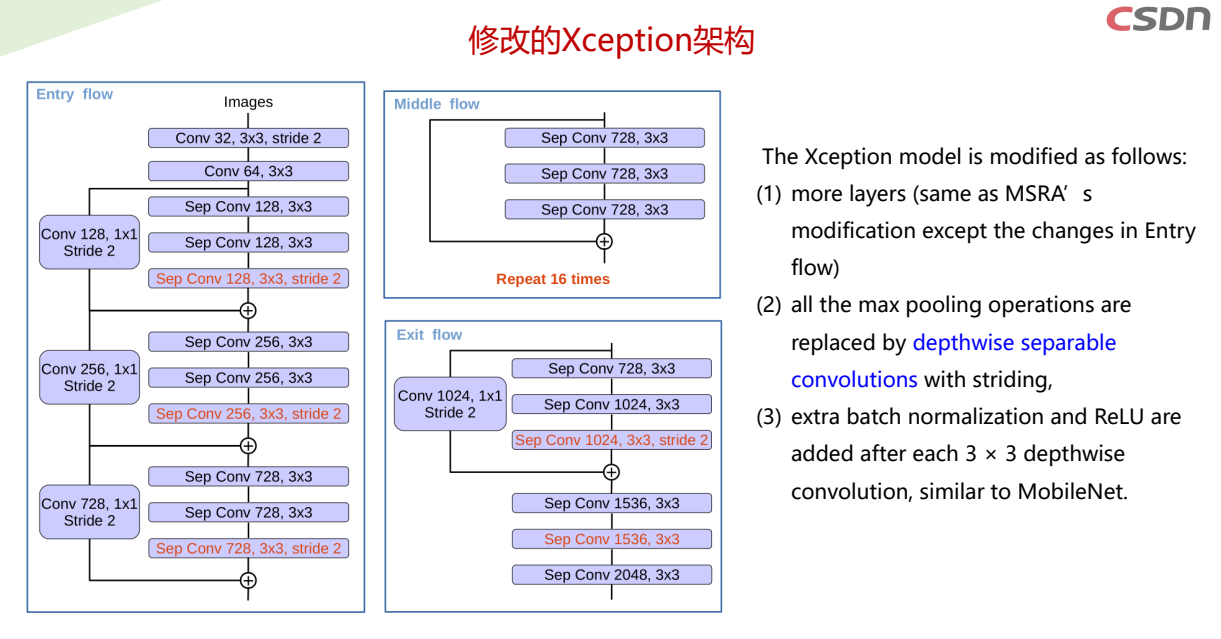 CSDN
修改的Xception架构
Entry flow
Images
Conv 32, 3x3, stride 2
Conv 64, 3x3
Sep Conv 128, 3x3
Conv 128, 1x1
Stride 2
Sep Conv 128, 3x3
Sep Conv 128, 3x3, stride 2
Sep Conv 256, 3x3
Conv 256, 1x1
Stride 2
Sep Conv 256, 3x3
Sep Conv 256, 3x3, stride 2
Sep Conv 728, 3x3
Conv 728, 1x1
Stride 2
Sep Conv 728, 3x3
Sep Conv 728, 3x3, stride 2
Middle flow
Sep Conv 728, 3x3
Sep Conv 728, 3x3
Sep Conv 728, 3x3
Repeat 16 times
Exit flow
Sep Conv 728, 3x3
Conv 1024, 1x1
Stride 2
Sep Conv 1024, 3x3
Sep Conv 1024, 3x3, stride 2
Sep Conv 1536, 3x3
Sep Conv 1536, 3x3
Sep Conv 2048, 3x3
The Xception model is modified as follows:
(1) more layers (same as MSRA’s
modification except the changes in Entry
flow)
(2) all the max pooling operations are
replaced by depthwise separable
convolutions with striding,
(3) extra batch normalization and ReLU are
added after each 3 × 3 depthwise
convolution, similar to MobileNet.